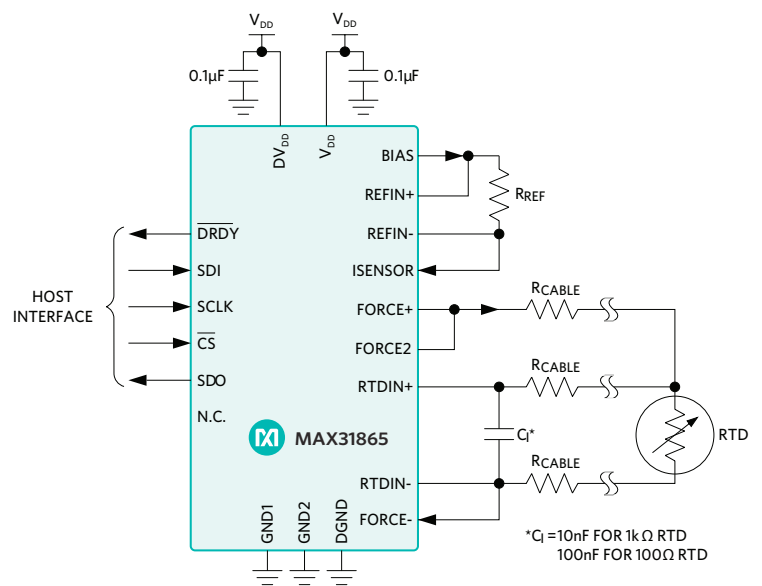 VDD
VDD
0.1µF
0.1µF
DVDD
VDD
BIAS
REFIN+
RREF
DRDY
REFIN-
SDI
ISENSOR
HOST
INTERFACE
SCLK
FORCE+
RCABLE
CS
FORCE2
SDO
RTDIN+
RCABLE
N.C.
MAX31865
CI*
RTD
RTDIN-
RCABLE
FORCE-
GND1
GND2
DGND
*CI =10nF FOR 1kΩ RTD
100nF FOR 100Ω RTD